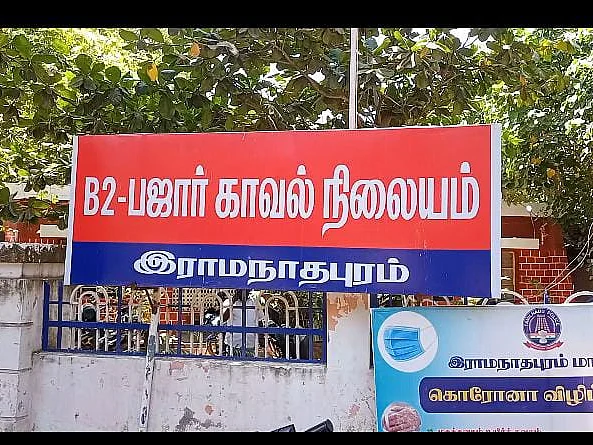 B2-பஜார் காவல் நிலையம்
இராமநாதபுரம்
இராமநாதபுரம் மா
கொரோனா விழிப்